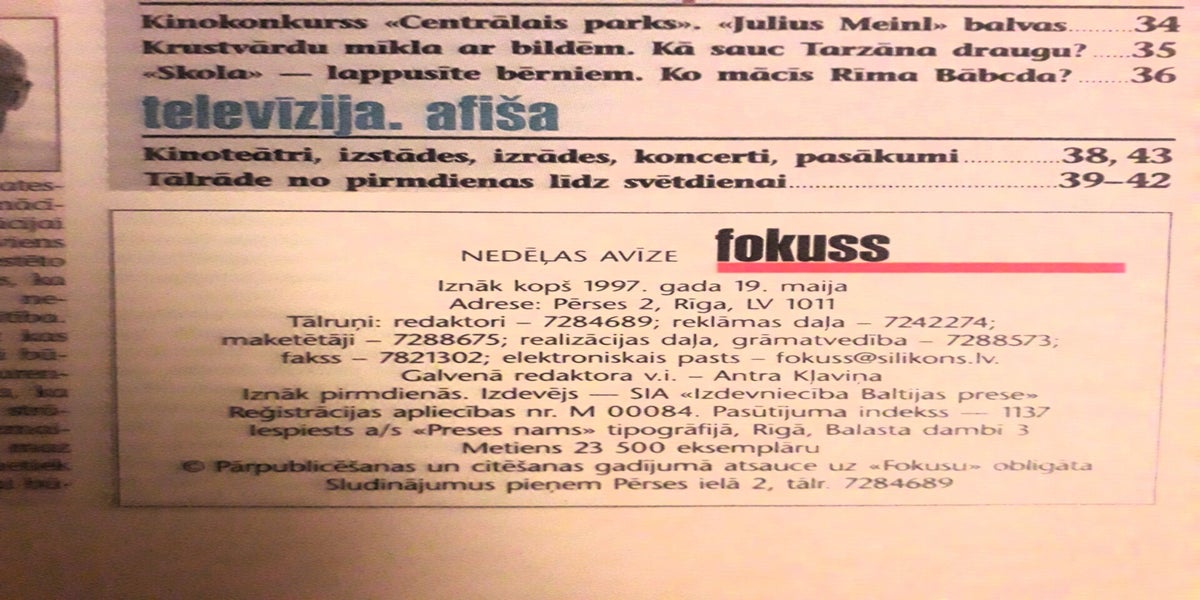 Kinokonkurss «Centrālais parks». «Julius Meinl» balvas.......34
Krustvārdu mīkla ar bildēm. Kā sauc Tarzāna draugu? ......35
«Skola» — lappusīte bērniem. Ko mācīs Rīma Bābcda?.......36
televīzija. afiša
Kinoteātri, izstādes, izrādes, koncerti, pasākumi..............38, 43
Tālrāde no pirmdienas līdz svētdienai.......................................39–42
NEDĒĻAS AVĪZE fokuss
Iznāk kopš 1997. gada 19. maija
Adrese: Pērses 2, Rīga, LV 1011
Tālruņi: redaktori – 7284689; reklāmas daļa – 7242274;
maketētāji – 7288675; realizācijas daļa, grāmatvedība – 7288573;
fakss – 7821302; elektroniskais pasts – fokuss@silikons.lv.
Galvenā redaktora v.i. – Antra Kļaviņa
Iznāk pirmdienās. Izdevējs — SIA «Izdevniecība Baltijas prese»
Reģistrācijas apliecības nr. M 00084. Pasūtījuma indekss — 1137
Iespiests a/s «Preses nams» tipogrāfijā, Rīgā, Balasta dambī 3
Metiens 23 500 eksemplāru
© Pārpublicēšanas un citēšanas gadījumā atsauce uz «Fokusu» obligāta
Sludinājumus pieņem Pērses ielā 2, tālr. 7284689